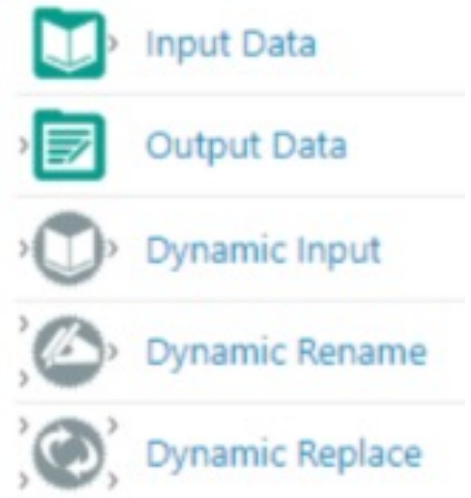 Input Data
Output Data
Dynamic Input
Dynamic Rename
Dynamic Replace